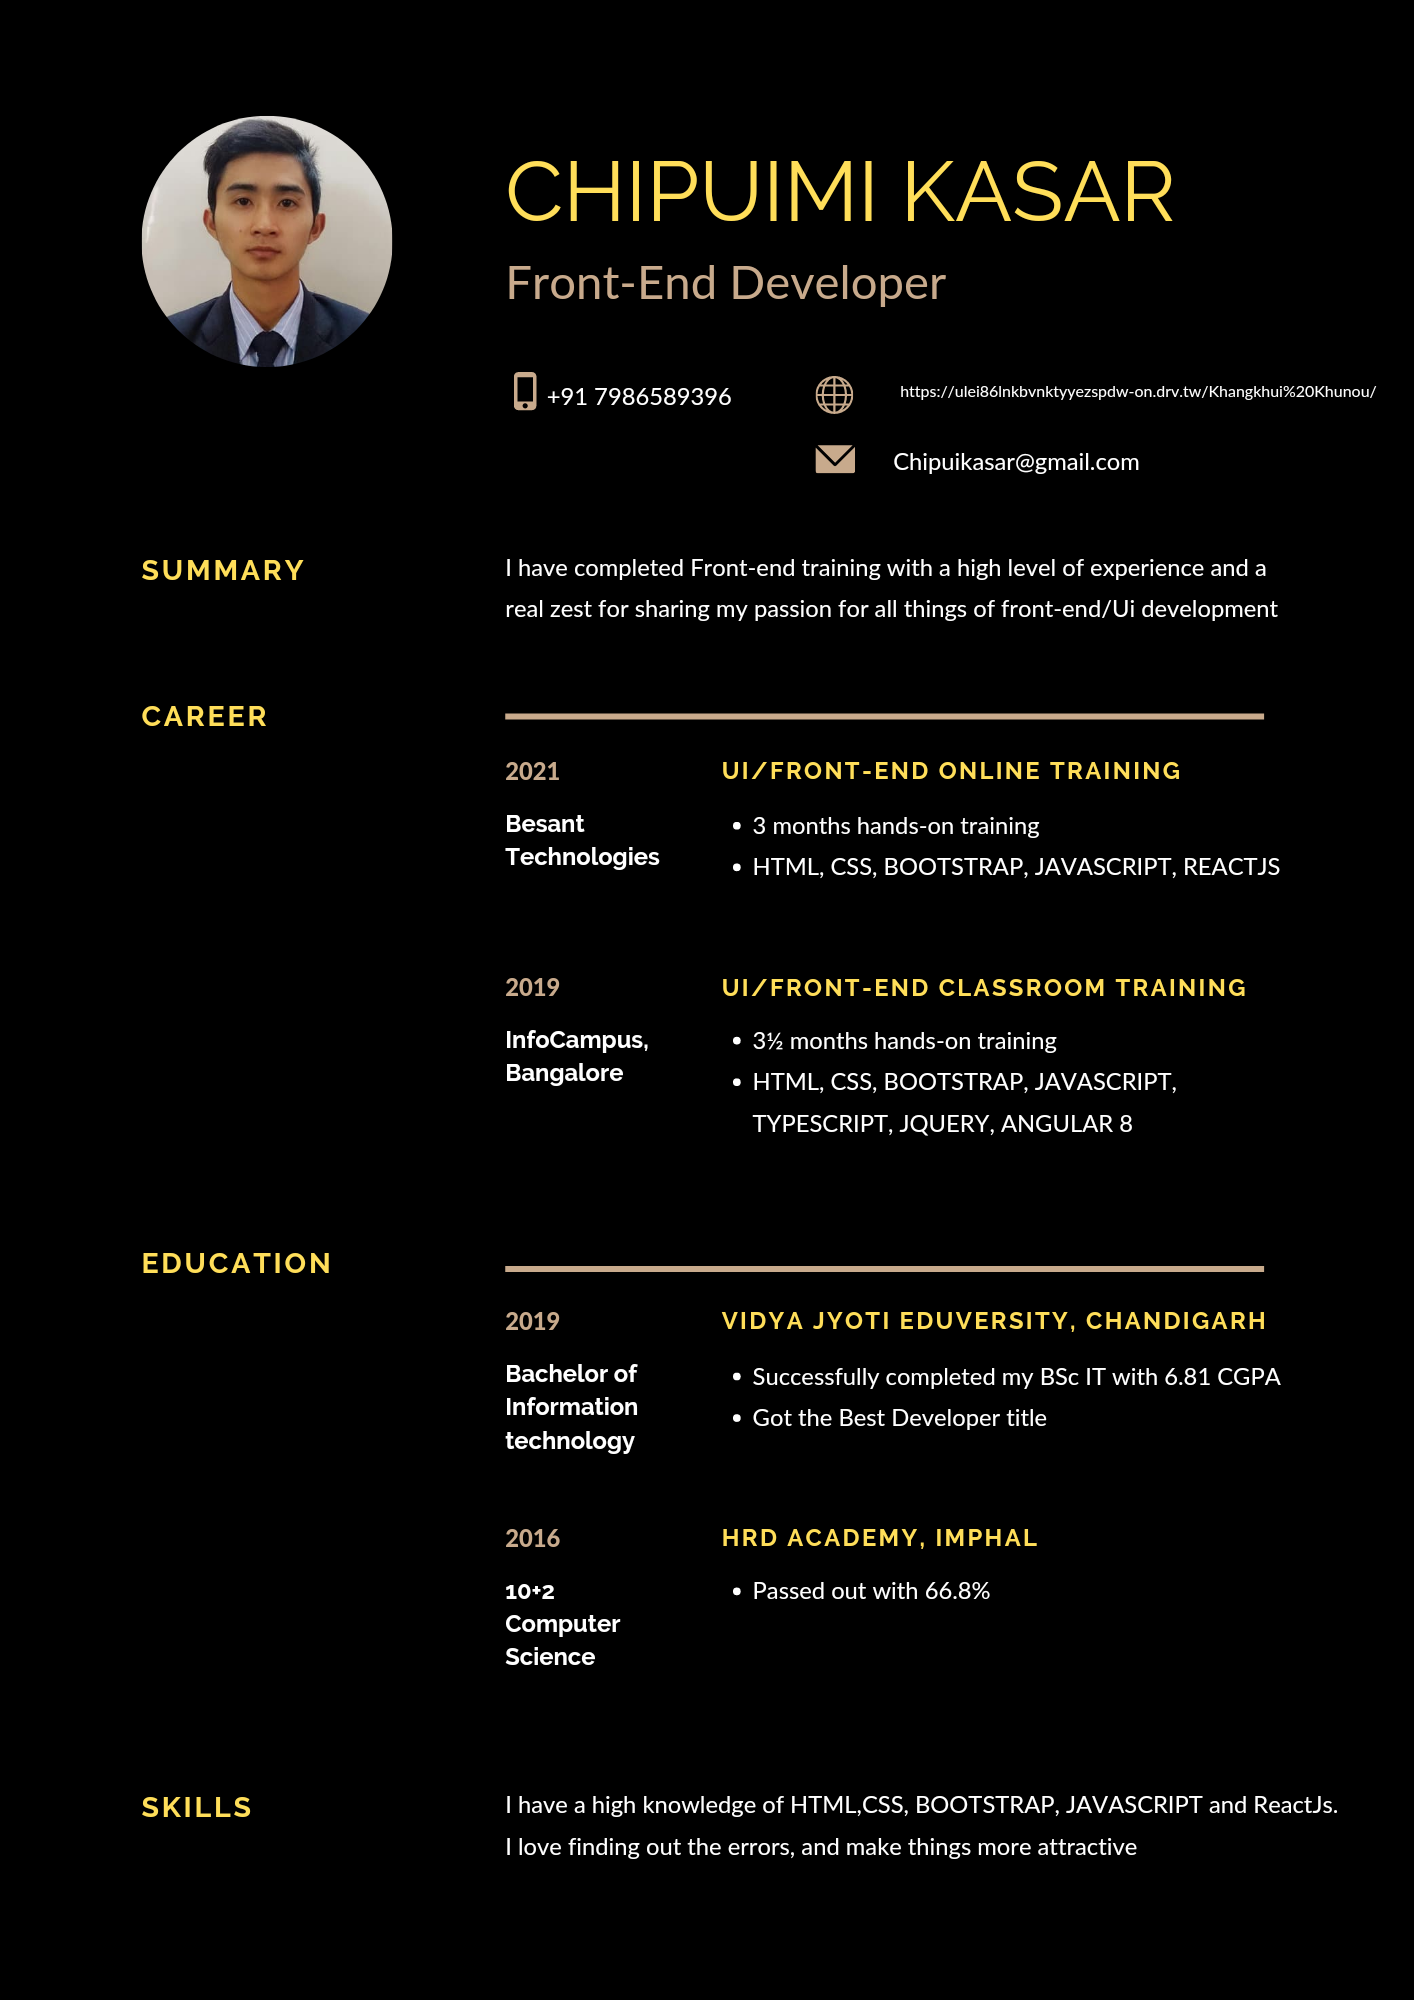 CHIPUIMI KASAR
Front-End Developer
+91 7986589396
https://ulei86lnkbvnktyyezspdw-on.drv.tw/Khangkhui%20Khunou/
Chipuikasar@gmail.com
SUMMARY
I have completed Front-end training with a high level of experience and a
real zest for sharing my passion for all things of front-end/Ui development
CAREER
2021
UI/FRONT-END ONLINE TRAINING
Besant
Technologies
• 3 months hands-on training
• HTML, CSS, BOOTSTRAP, JAVASCRIPT, REACTJS
2019
UI/FRONT-END CLASSROOM TRAINING
InfoCampus,
Bangalore
• 3½ months hands-on training
• HTML, CSS, BOOTSTRAP, JAVASCRIPT,
TYPESCRIPT, JQUERY, ANGULAR 8
EDUCATION
2019
VIDYA JYOTI EDUVERSITY, CHANDIGARH
Bachelor of
Information
technology
• Successfully completed my BSc IT with 6.81 CGPA
• Got the Best Developer title
2016
HRD ACADEMY, IMPHAL
10+2
Computer
Science
• Passed out with 66.8%
SKILLS
I have a high knowledge of HTML,CSS, BOOTSTRAP, JAVASCRIPT and ReactJs.
I love finding out the errors, and make things more attractive